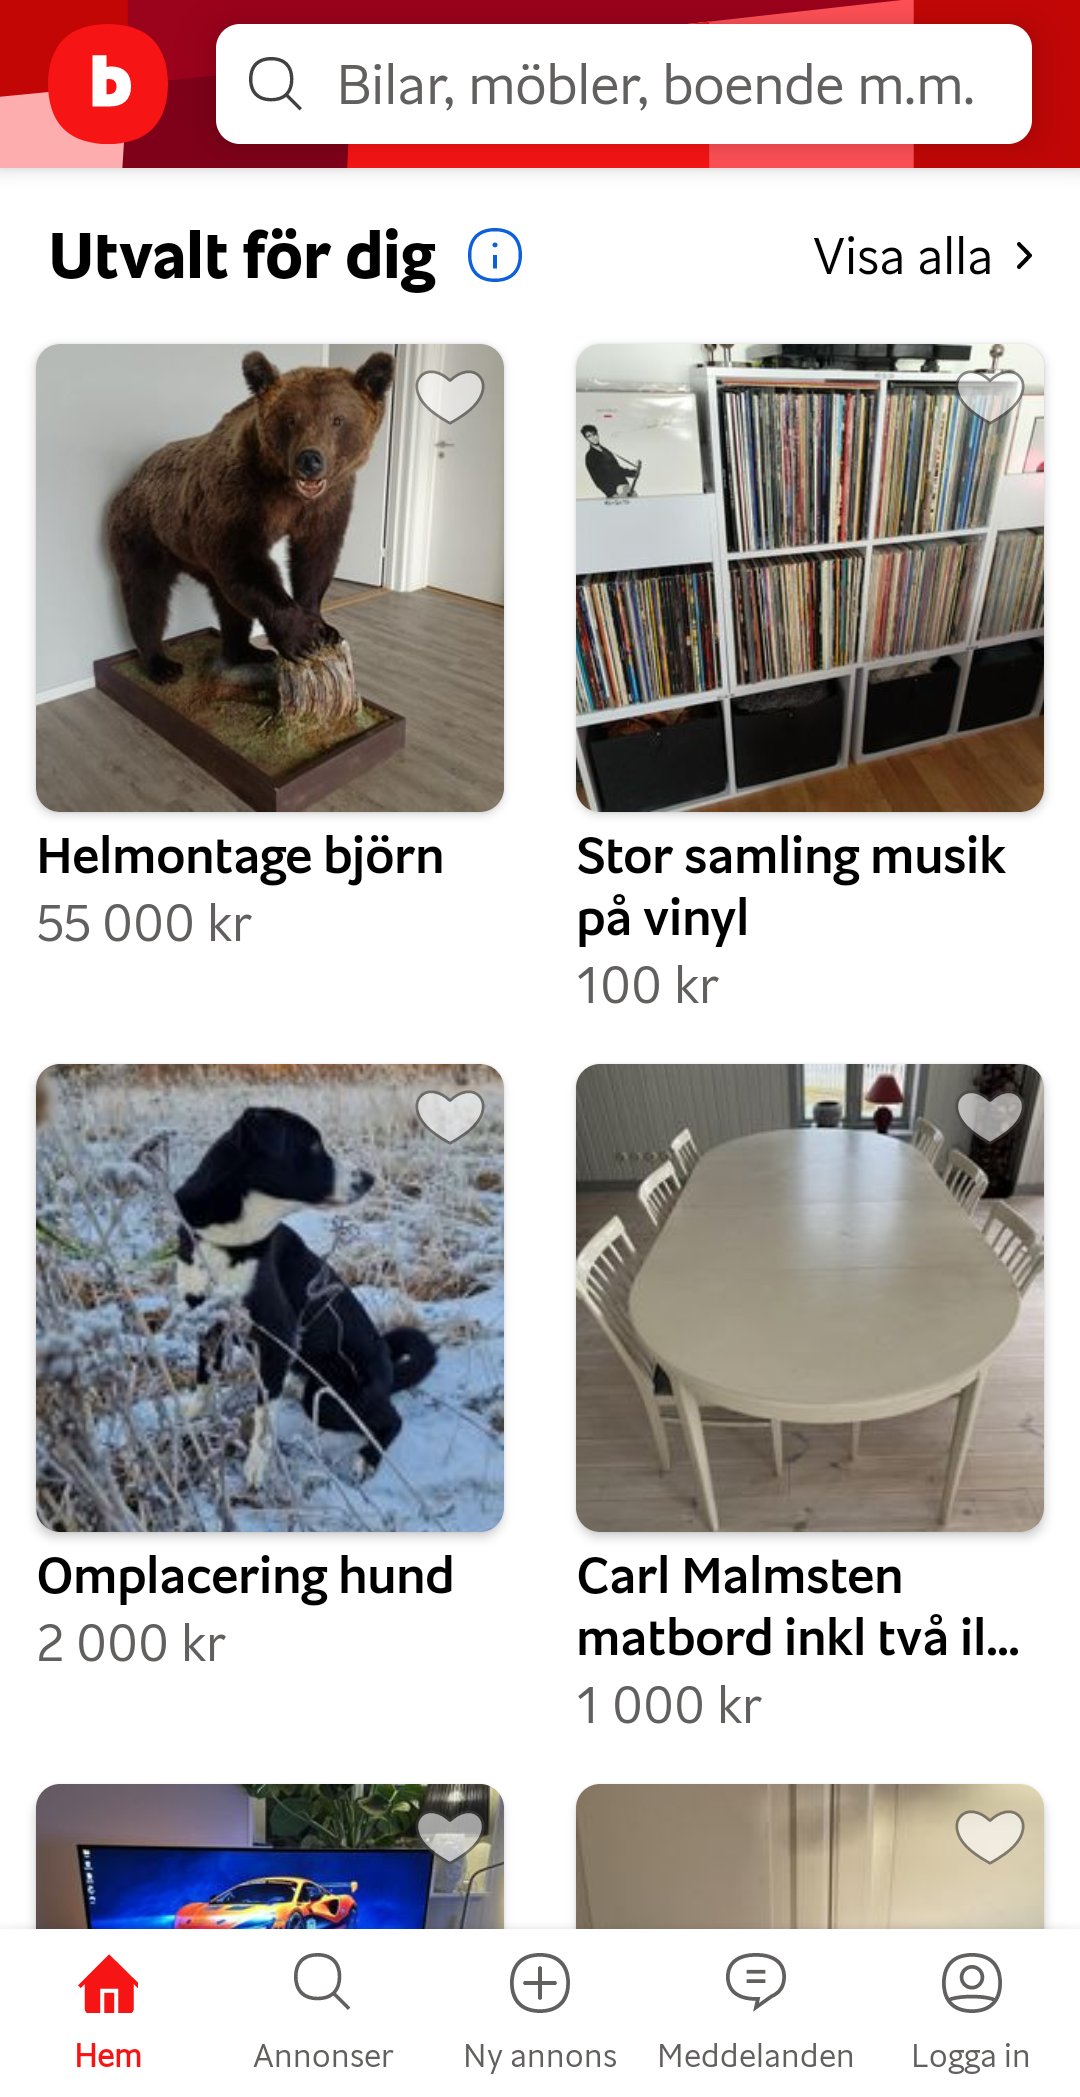 b
Bilar, möbler, boende m.m.
Utvalt för dig
Visa alla
Helmontage björn
55 000 kr
Stor samling musik
på vinyl
100 kr
Omplacering hund
2 000 kr
Carl Malmsten
matbord inkl två il...
1 000 kr
Hem
Annonser
Ny annons
Meddelanden
Logga in